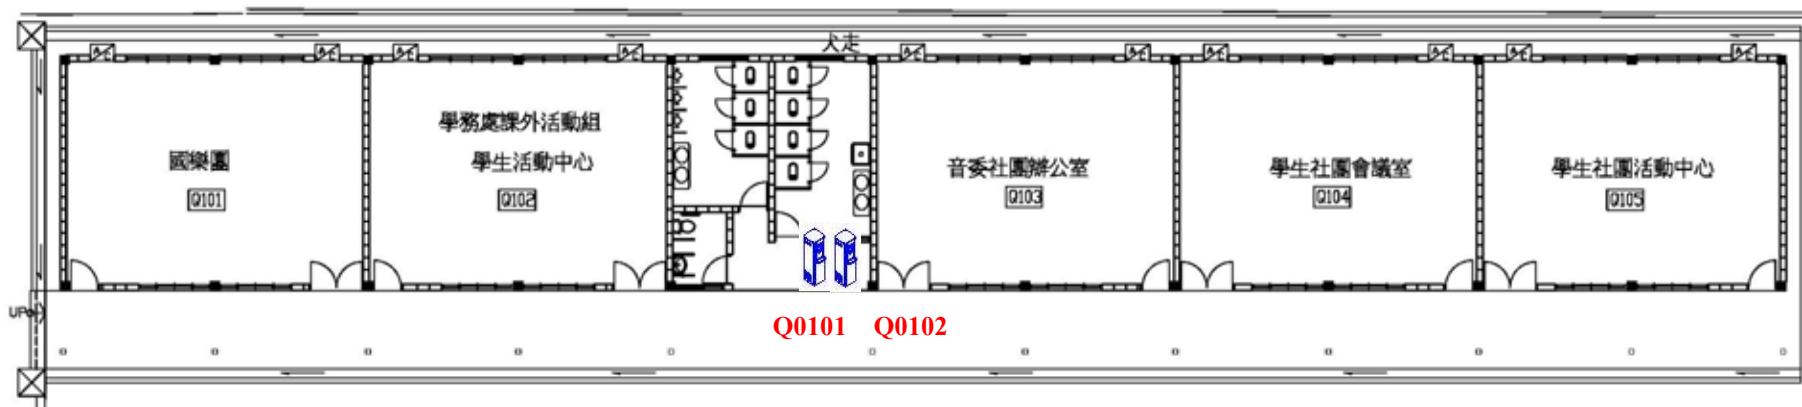 A/C A/C A/C A/C 犬走 A/C A/C A/C A/C A/C A/C
國樂團
Q101
學務處課外活動組
學生活動中心
Q102
音委社團辦公室
Q103
學生社團會議室
Q104
學生社團活動中心
Q105
UP
Q0101 Q0102